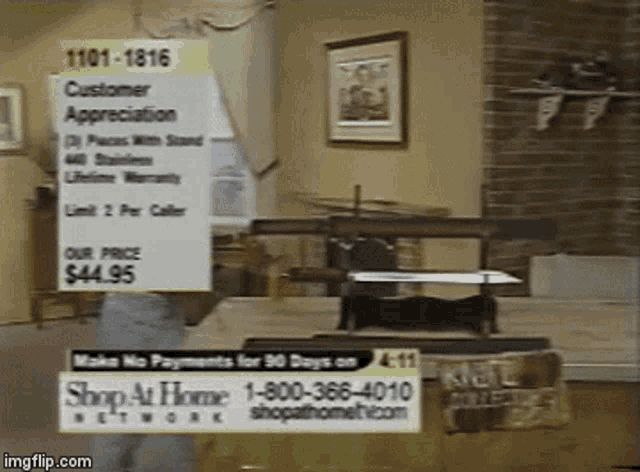 1101-1816
Customer
Appreciation
(3) Pieces With Stand
440 Stainless
Lifetime Warranty
Limit 2 Per Caller
OUR PRICE
$44.95
Make No Payments for 90 Days on
4:11
Shop At Home
NETWORK
1-800-366-4010
shopathometv.com
imgflip.com